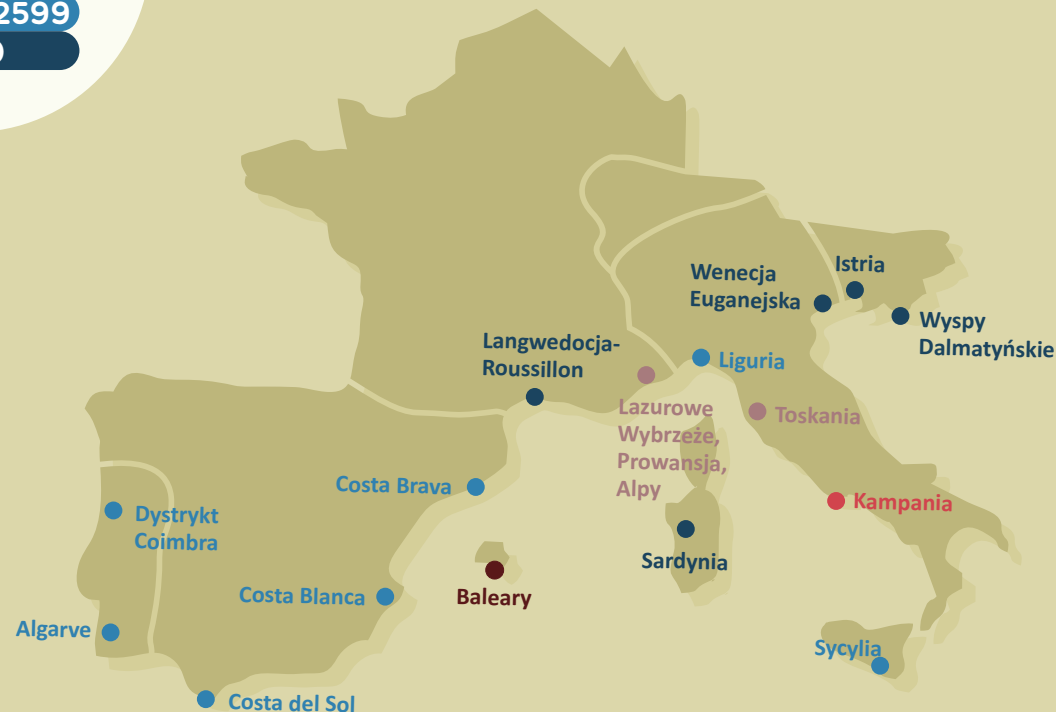 2599
Wenecja
Euganejska
Istria
Wyspy
Dalmatyńskie
Langwedocja-
Roussillon
Liguria
Lazurowe
Wybrzeże,
Prowansja,
Alpy
Toskania
Costa Brava
Kampania
Dystrykt
Coimbra
Sardynia
Costa Blanca
Baleary
Algarve
Sycylia
Costa del Sol